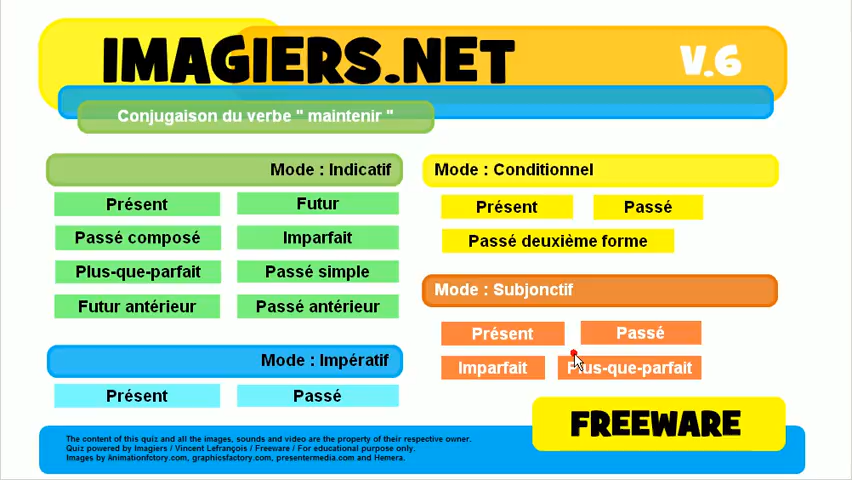 IMAGIERS.NET
V.6
Conjugaison du verbe " maintenir "
Mode : Indicatif
Présent
Futur
Passé composé
Imparfait
Plus-que-parfait
Passé simple
Futur antérieur
Passé antérieur
Mode : Impératif
Présent
Passé
Mode : Conditionnel
Présent
Passé
Passé deuxième forme
Mode : Subjonctif
Présent
Passé
Imparfait
Plus-que-parfait
FREEWARE
The content of this quiz and all the images, sounds and video are the property of their respective owner.
Quiz powered by Imagiers / Vincent Lefrançois / Freeware / For educational purpose only.
Images by Animationfctory.com, graphicsfactory.com, presentermedia.com and Hemera.